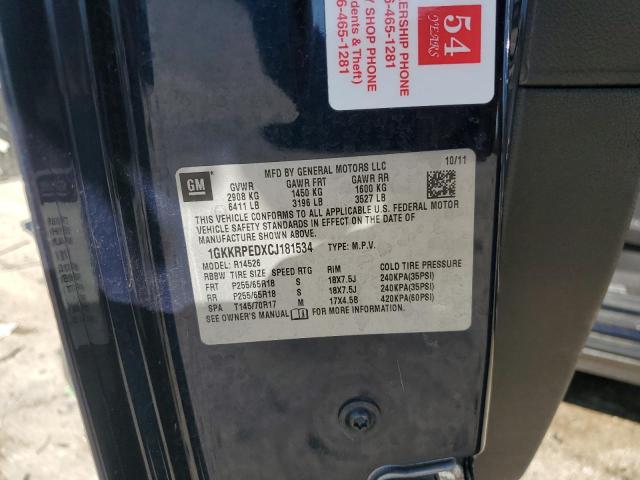 54
YEARS
LERSHIP PHONE
6-465-1281
Y SHOP PHONE
dents & Theft)
6-465-1281
GM
MFD BY GENERAL MOTORS LLC
10/11
GVWR GAWR FRT GAWR RR
2908 KG 1450 KG 1600 KG
6411 LB 3196 LB 3527 LB
THIS VEHICLE CONFORMS TO ALL APPLICABLE U.S. FEDERAL MOTOR
VEHICLE SAFETY STANDARDS IN EFFECT ON THE DATE OF
MANUFACTURE SHOWN ABOVE.
1GKKRPEDXCJ181534 TYPE: M.P.V.
MODEL: R14526
RBBW TIRE SIZE SPEED RTG RIM COLD TIRE PRESSURE
FRT P255/65R18 S 18X7.5J 240KPA(35PSI)
RR P255/65R18 S 18X7.5J 240KPA(35PSI)
SPA T145/70R17 M 17X4.5B 420KPA(60PSI)
SEE OWNER'S MANUAL FOR MORE INFORMATION.